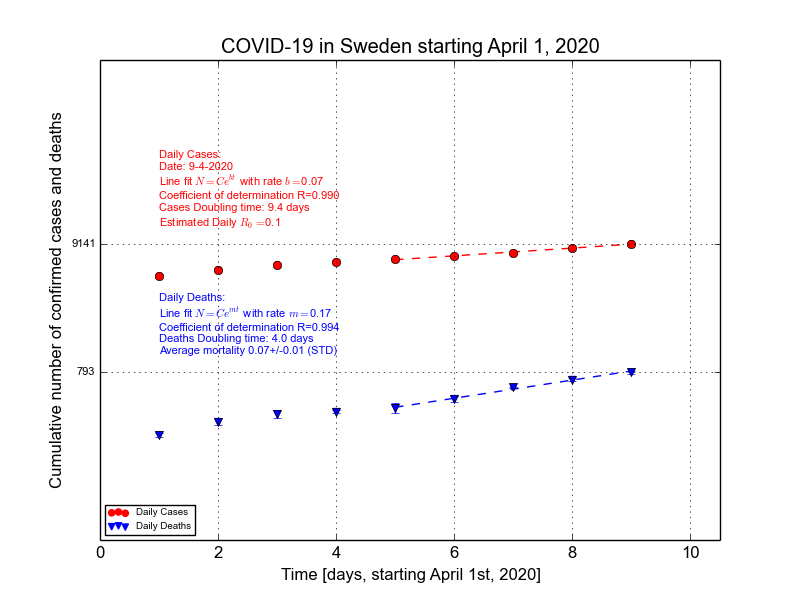 COVID-19 in Sweden starting April 1, 2020
Cumulative number of confirmed cases and deaths
Daily Cases:
Date: 9-4-2020
Line fit N = Ce^{bt} with rate b = 0.07
Coefficient of determination R=0.990
Cases Doubling time: 9.4 days
Estimated Daily R_0 = 0.1
9141
Daily Deaths:
Line fit N = Ce^{mt} with rate m = 0.17
Coefficient of determination R=0.994
Deaths Doubling time: 4.0 days
Average mortality 0.07+/-0.01 (STD)
793
Daily Cases
Daily Deaths
0 2 4 6 8 10
Time [days, starting April 1st, 2020]